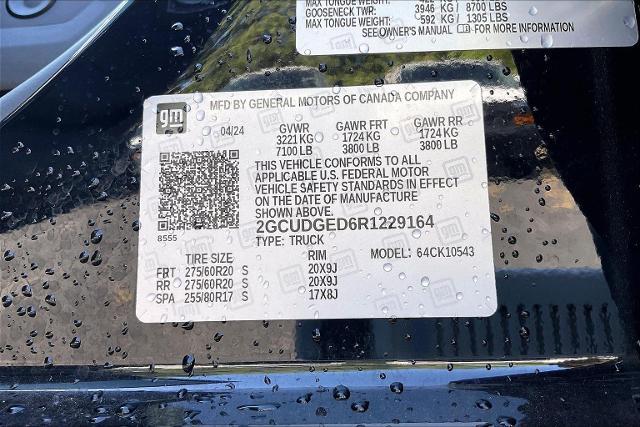 GOOSENECK TWR: 3946 KG / 8700 LBS
MAX TONGUE WEIGHT: 592 KG / 1305 LBS
SEE OWNER'S MANUAL FOR MORE INFORMATION
gm
MFD BY GENERAL MOTORS OF CANADA COMPANY
04/24 GVWR GAWR FRT GAWR RR
3221 KG 1724 KG 1724 KG
7100 LB 3800 LB 3800 LB
THIS VEHICLE CONFORMS TO ALL
APPLICABLE U.S. FEDERAL MOTOR
VEHICLE SAFETY STANDARDS IN EFFECT
ON THE DATE OF MANUFACTURE
SHOWN ABOVE.
8555
2GCUDGED6R1229164
TYPE: TRUCK
TIRE SIZE RIM MODEL: 64CK10543
FRT 275/60R20 S 20X9J
RR 275/60R20 S 20X9J
SPA 255/80R17 S 17X8J